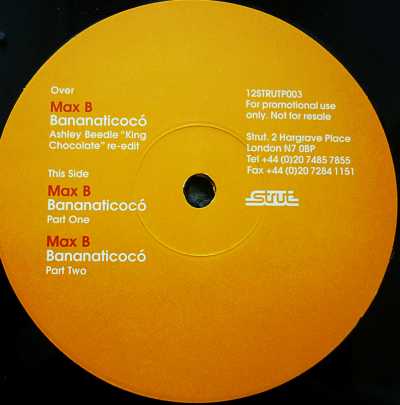 Over
Max B
Bananaticocó
Ashley Beedle "King
Chocolate" re-edit
This Side
Max B
Bananaticocó
Part One
Max B
Bananaticocó
Part Two
12STRUTP003
For promotional use
only. Not for resale
Strut. 2 Hargrave Place
London N7 0BP
Tel +44 (0)20 7485 7855
Fax +44 (0)20 7284 1151
Strut